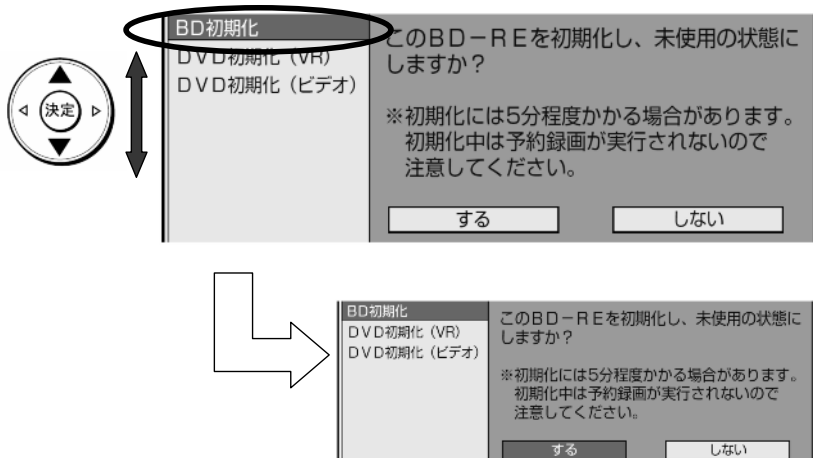 BD初期化
DVD初期化（VR）
DVD初期化（ビデオ）
決定
このBD－REを初期化し、未使用の状態に
しますか？
※初期化には5分程度かかる場合があります。
初期化中は予約録画が実行されないので
注意してください。
する
しない
BD初期化
DVD初期化（VR）
DVD初期化（ビデオ）
このBD－REを初期化し、未使用の状態に
しますか？
※初期化には5分程度かかる場合があります。
初期化中は予約録画が実行されないので
注意してください。
する
しない